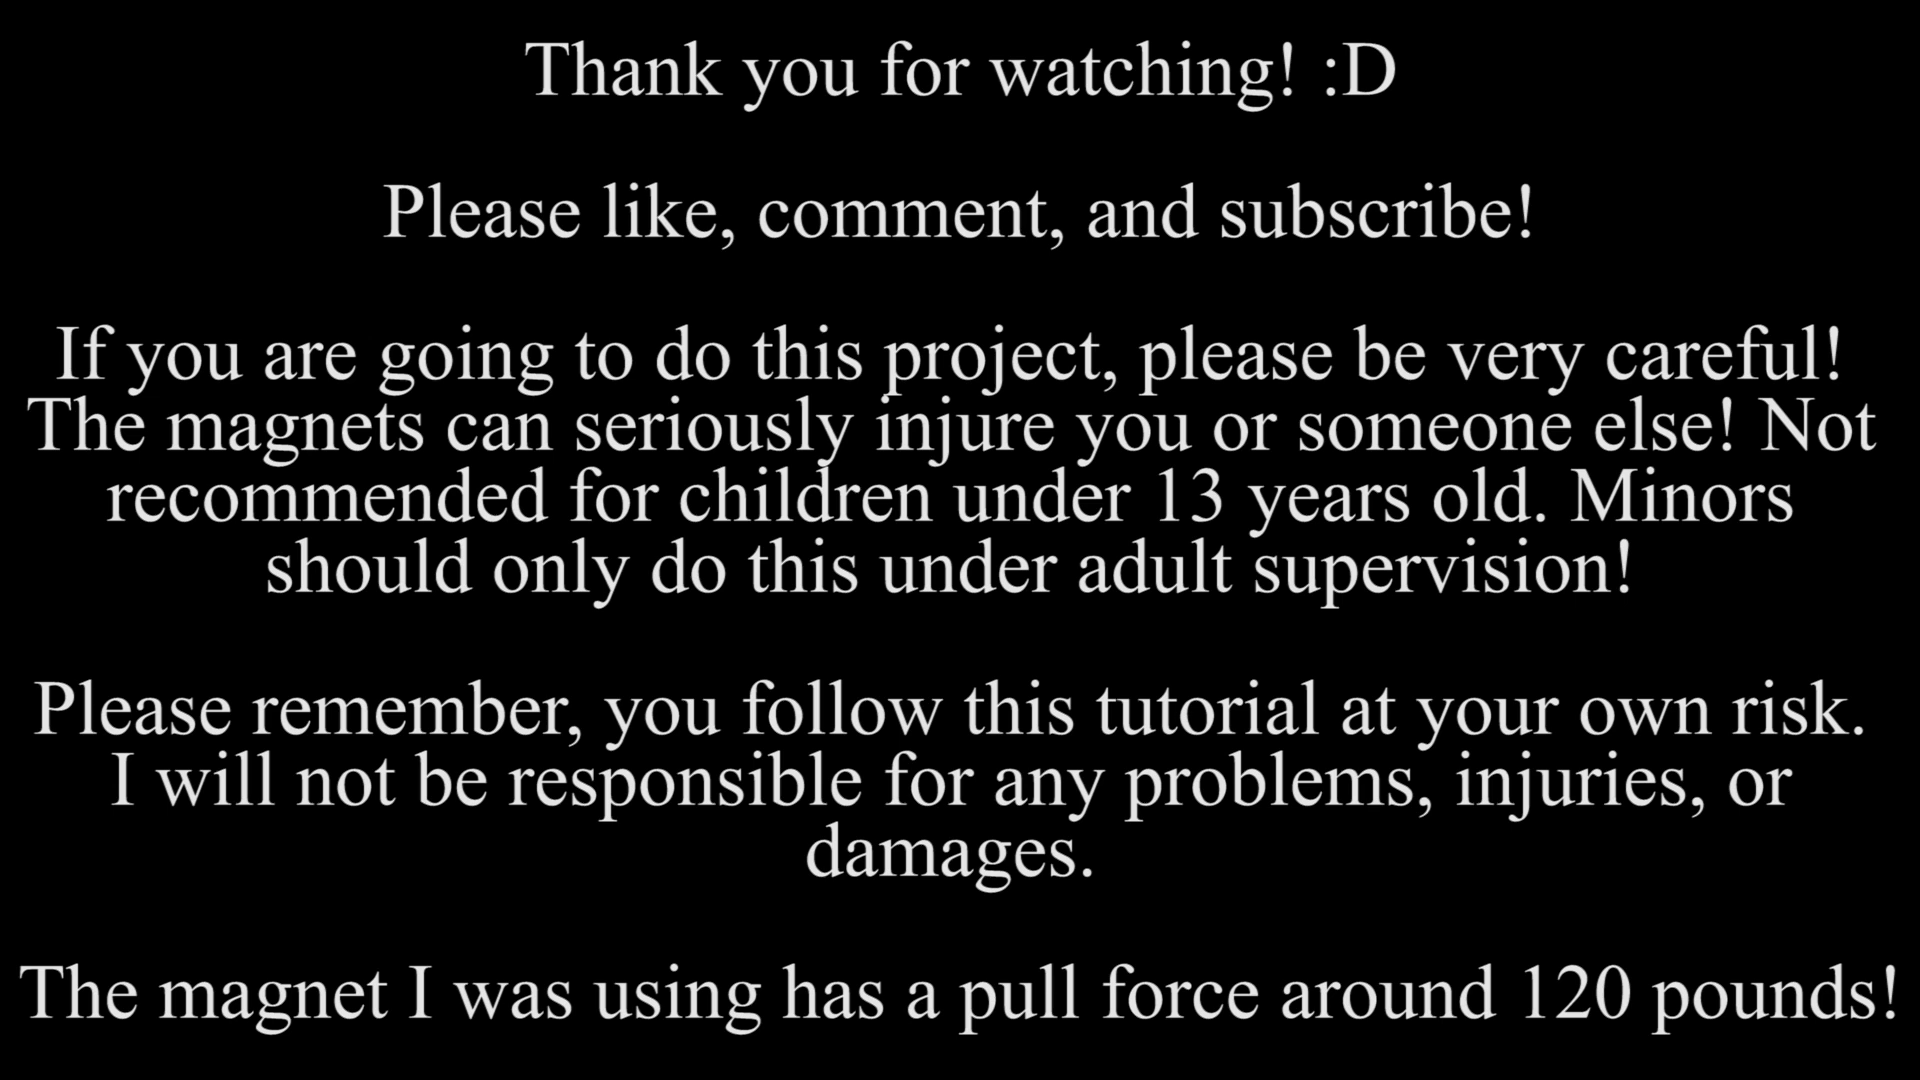 Thank you for watching! :D
Please like, comment, and subscribe!
If you are going to do this project, please be very careful!
The magnets can seriously injure you or someone else! Not
recommended for children under 13 years old. Minors
should only do this under adult supervision!
Please remember, you follow this tutorial at your own risk.
I will not be responsible for any problems, injuries, or
damages.
The magnet I was using has a pull force around 120 pounds!